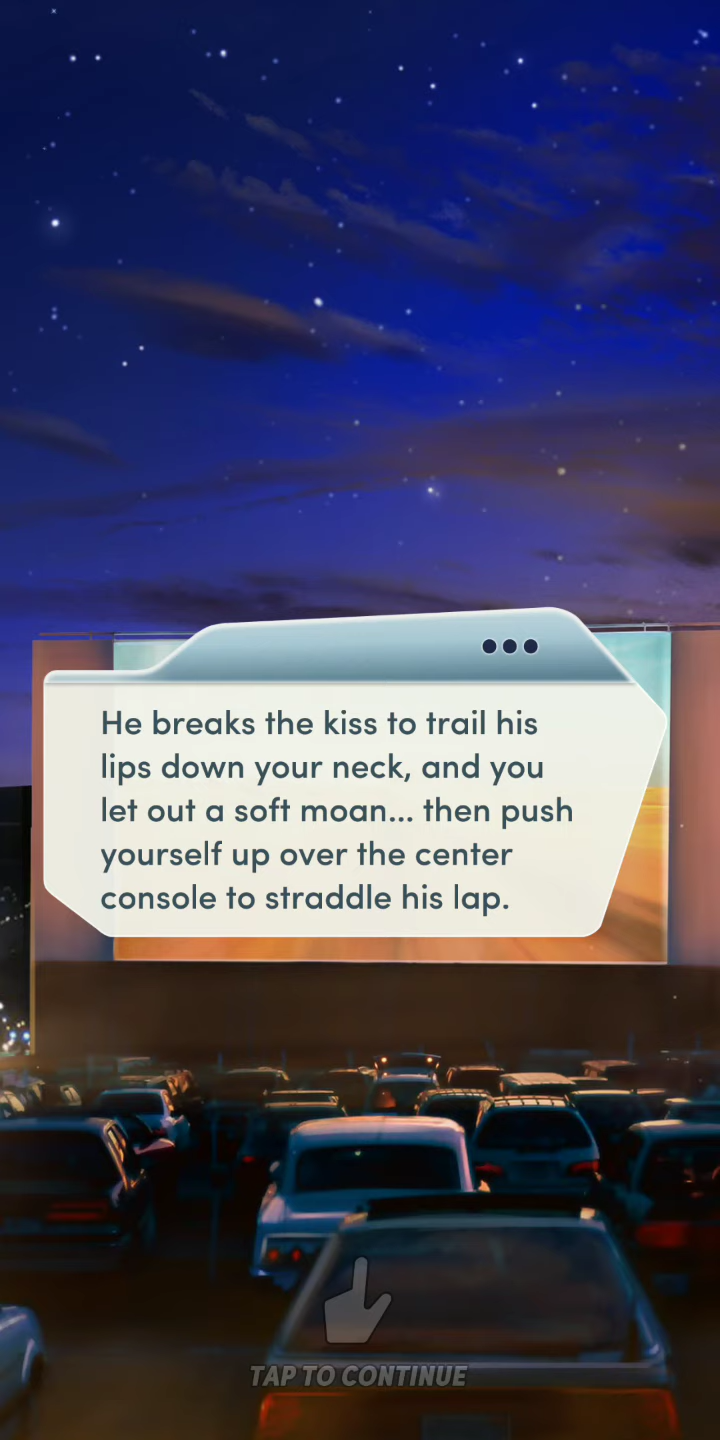 He breaks the kiss to trail his
lips down your neck, and you
let out a soft moan... then push
yourself up over the center
console to straddle his lap.
TAP TO CONTINUE